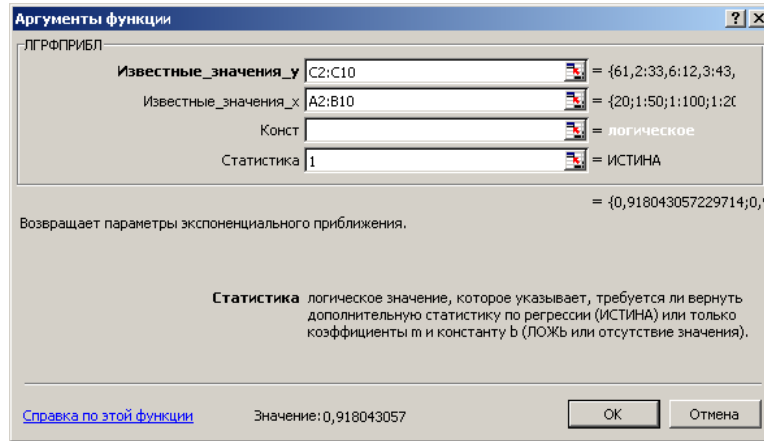 Аргументы функции
ЛГРФПРИБЛ
Известные_значения_y C2:C10 = {61,2:33,6:12,3:43,
Известные_значения_x A2:B10 = {20;1:50;1:100;1:20
Конст = логическое
Статистика 1 = ИСТИНА
= {0,918043057229714;0,9
Возвращает параметры экспоненциального приближения.
Статистика логическое значение, которое указывает, требуется ли вернуть
дополнительную статистику по регрессии (ИСТИНА) или только
коэффициенты m и константу b (ЛОЖЬ или отсутствие значения).
Справка по этой функции Значение:0,918043057 ОК Отмена